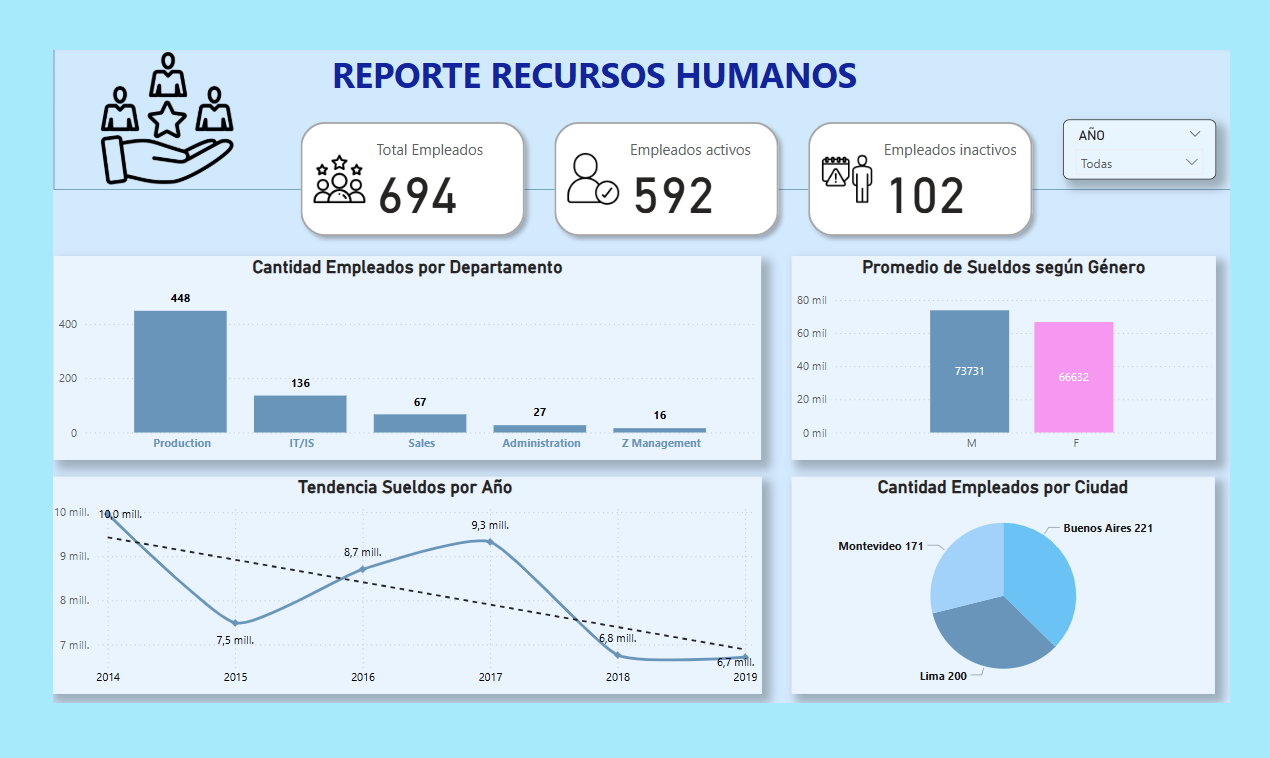 REPORTE RECURSOS HUMANOS
Total Empleados
694
Empleados activos
592
Empleados inactivos
102
AÑO
Todas
Cantidad Empleados por Departamento
400
200
0
448
136
67
27
16
Production
IT/IS
Sales
Administration
Z Management
Promedio de Sueldos según Género
80 mil
60 mil
40 mil
20 mil
0 mil
73731
66632
M
F
Tendencia Sueldos por Año
10 mill.
9 mill.
8 mill.
7 mill.
10,0 mill.
7,5 mill.
8,7 mill.
9,3 mill.
6,8 mill.
6,7 mill.
2014
2015
2016
2017
2018
2019
Cantidad Empleados por Ciudad
Buenos Aires 221
Montevideo 171
Lima 200